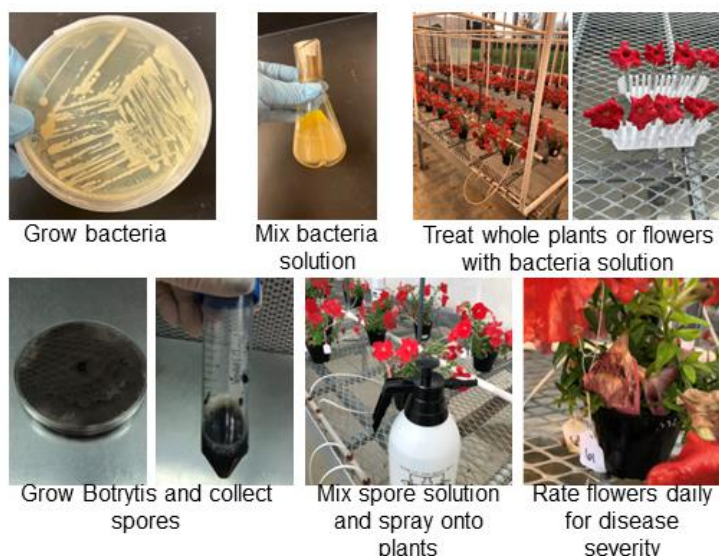 Grow bacteria
Mix bacteria
solution
Treat whole plants or flowers
with bacteria solution
Grow Botrytis and collect
spores
Mix spore solution
and spray onto
plants
Rate flowers daily
for disease
severity